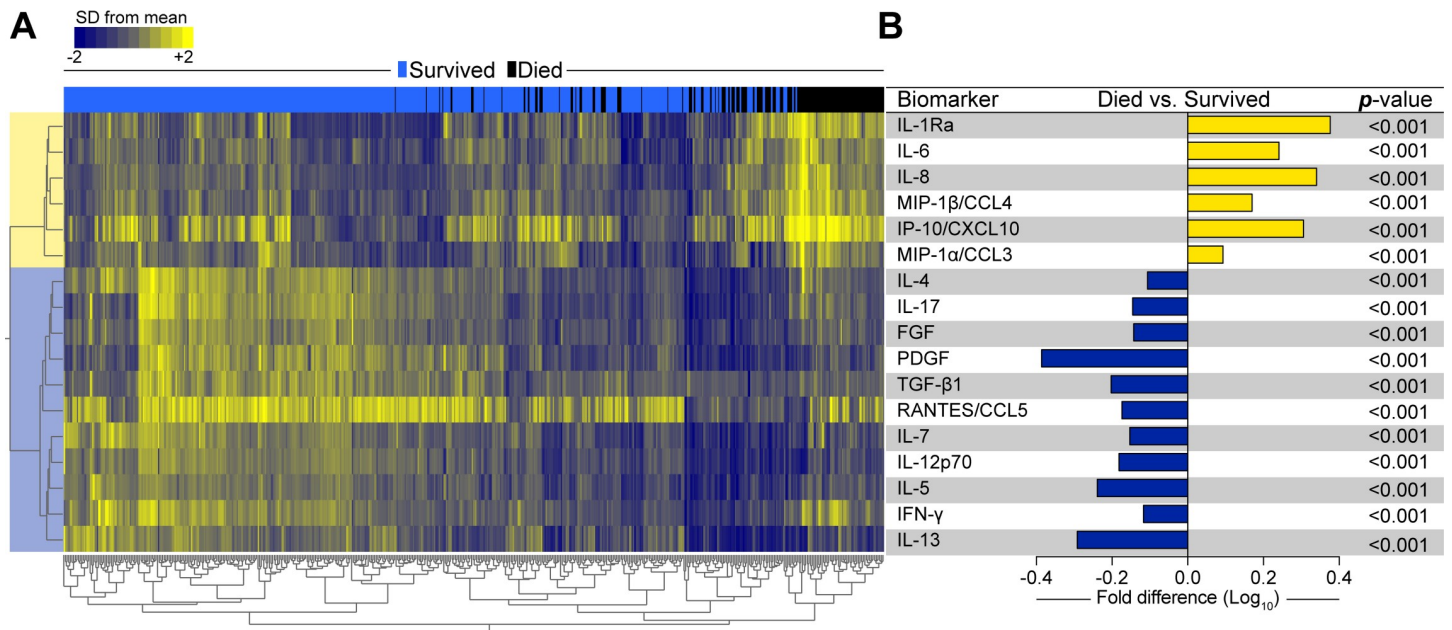 A
SD from mean
-2 +2
Survived Died
B
Biomarker Died vs. Survived p-value
IL-1Ra <0.001
IL-6 <0.001
IL-8 <0.001
MIP-1β/CCL4 <0.001
IP-10/CXCL10 <0.001
MIP-1α/CCL3 <0.001
IL-4 <0.001
IL-17 <0.001
FGF <0.001
PDGF <0.001
TGF-β1 <0.001
RANTES/CCL5 <0.001
IL-7 <0.001
IL-12p70 <0.001
IL-5 <0.001
IFN-γ <0.001
IL-13 <0.001
-0.4 -0.2 0.0 0.2 0.4
Fold difference (Log₁₀)